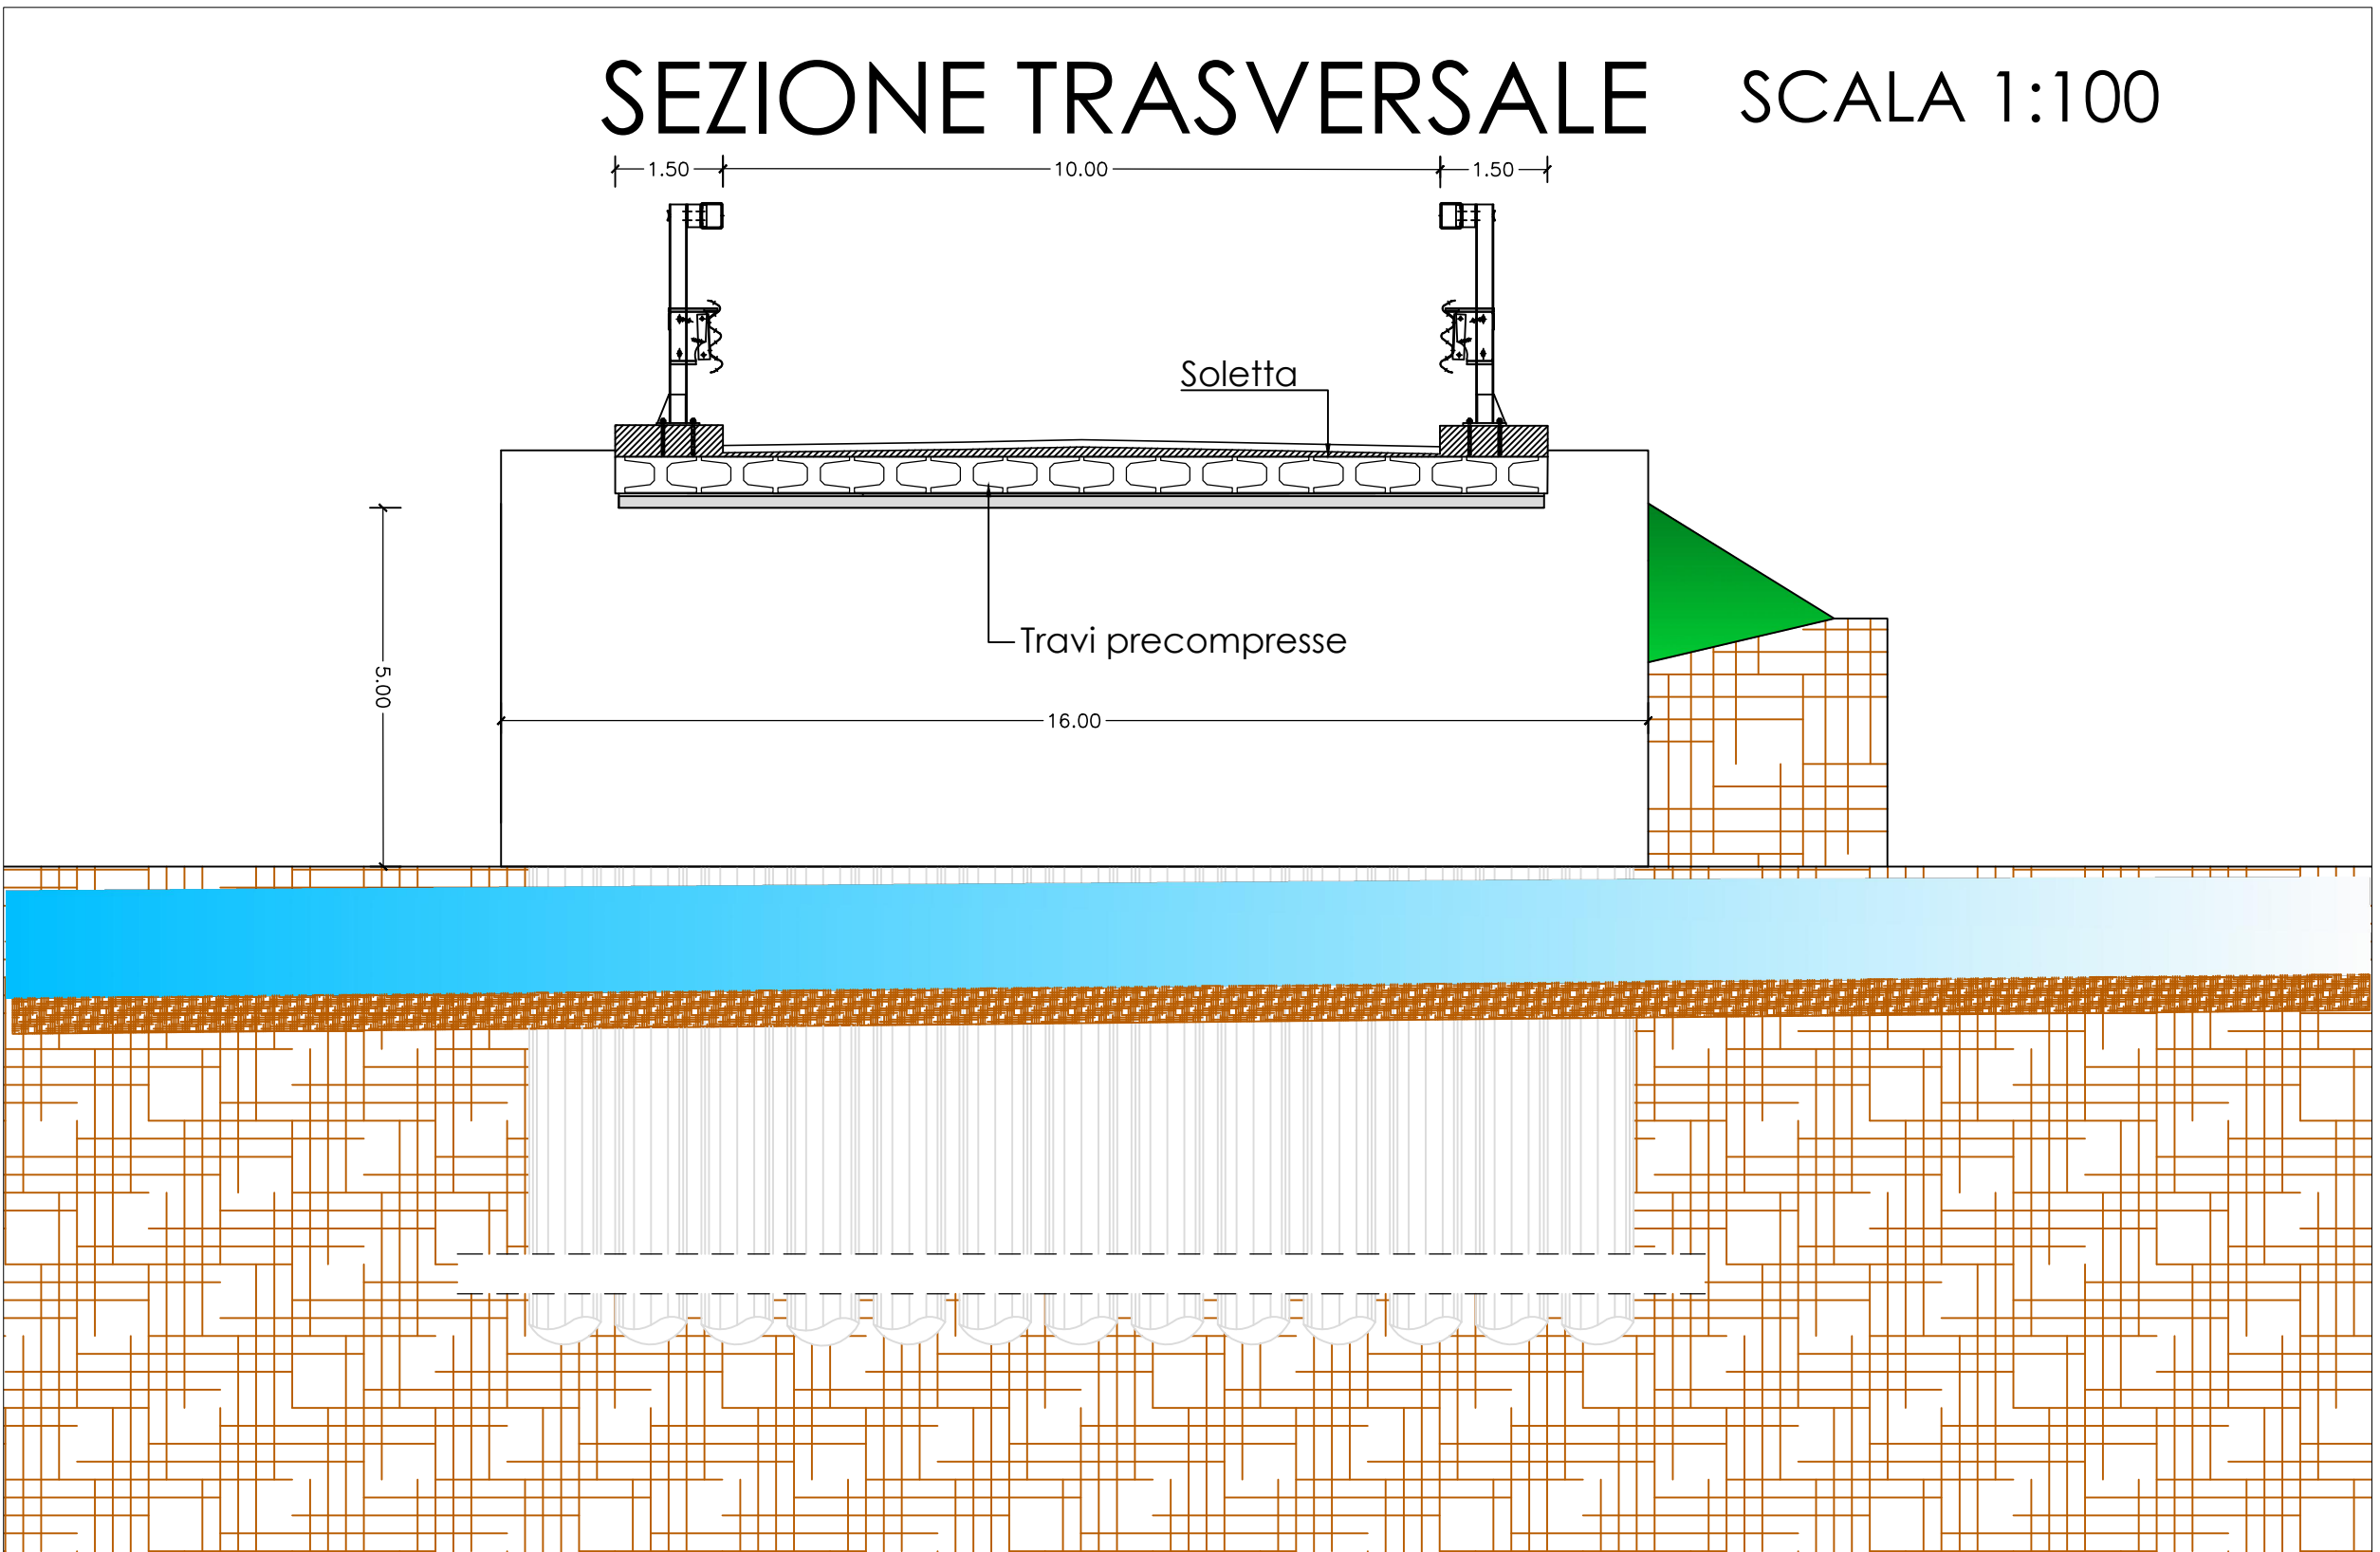 SEZIONE TRASVERSALE SCALA 1:100
1.50 10.00 1.50
Soletta
Travi precompresse
5.00
16.00